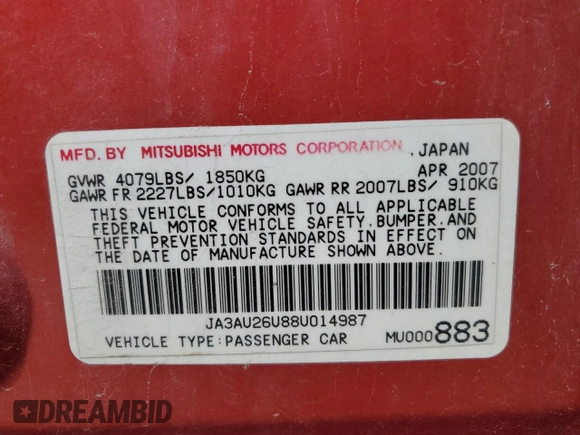 MFD. BY MITSUBISHI MOTORS CORPORATION ,JAPAN
GVWR 4079LBS/ 1850KG APR 2007
GAWR FR 2227LBS/1010KG GAWR RR 2007LBS/ 910KG
THIS VEHICLE CONFORMS TO ALL APPLICABLE
FEDERAL MOTOR VEHICLE SAFETY,BUMPER,AND
THEFT PREVENTION STANDARDS IN EFFECT ON
THE DATE OF MANUFACTURE SHOWN ABOVE.
JA3AU26U88U014987
VEHICLE TYPE:PASSENGER CAR MU000883
DREAMBID